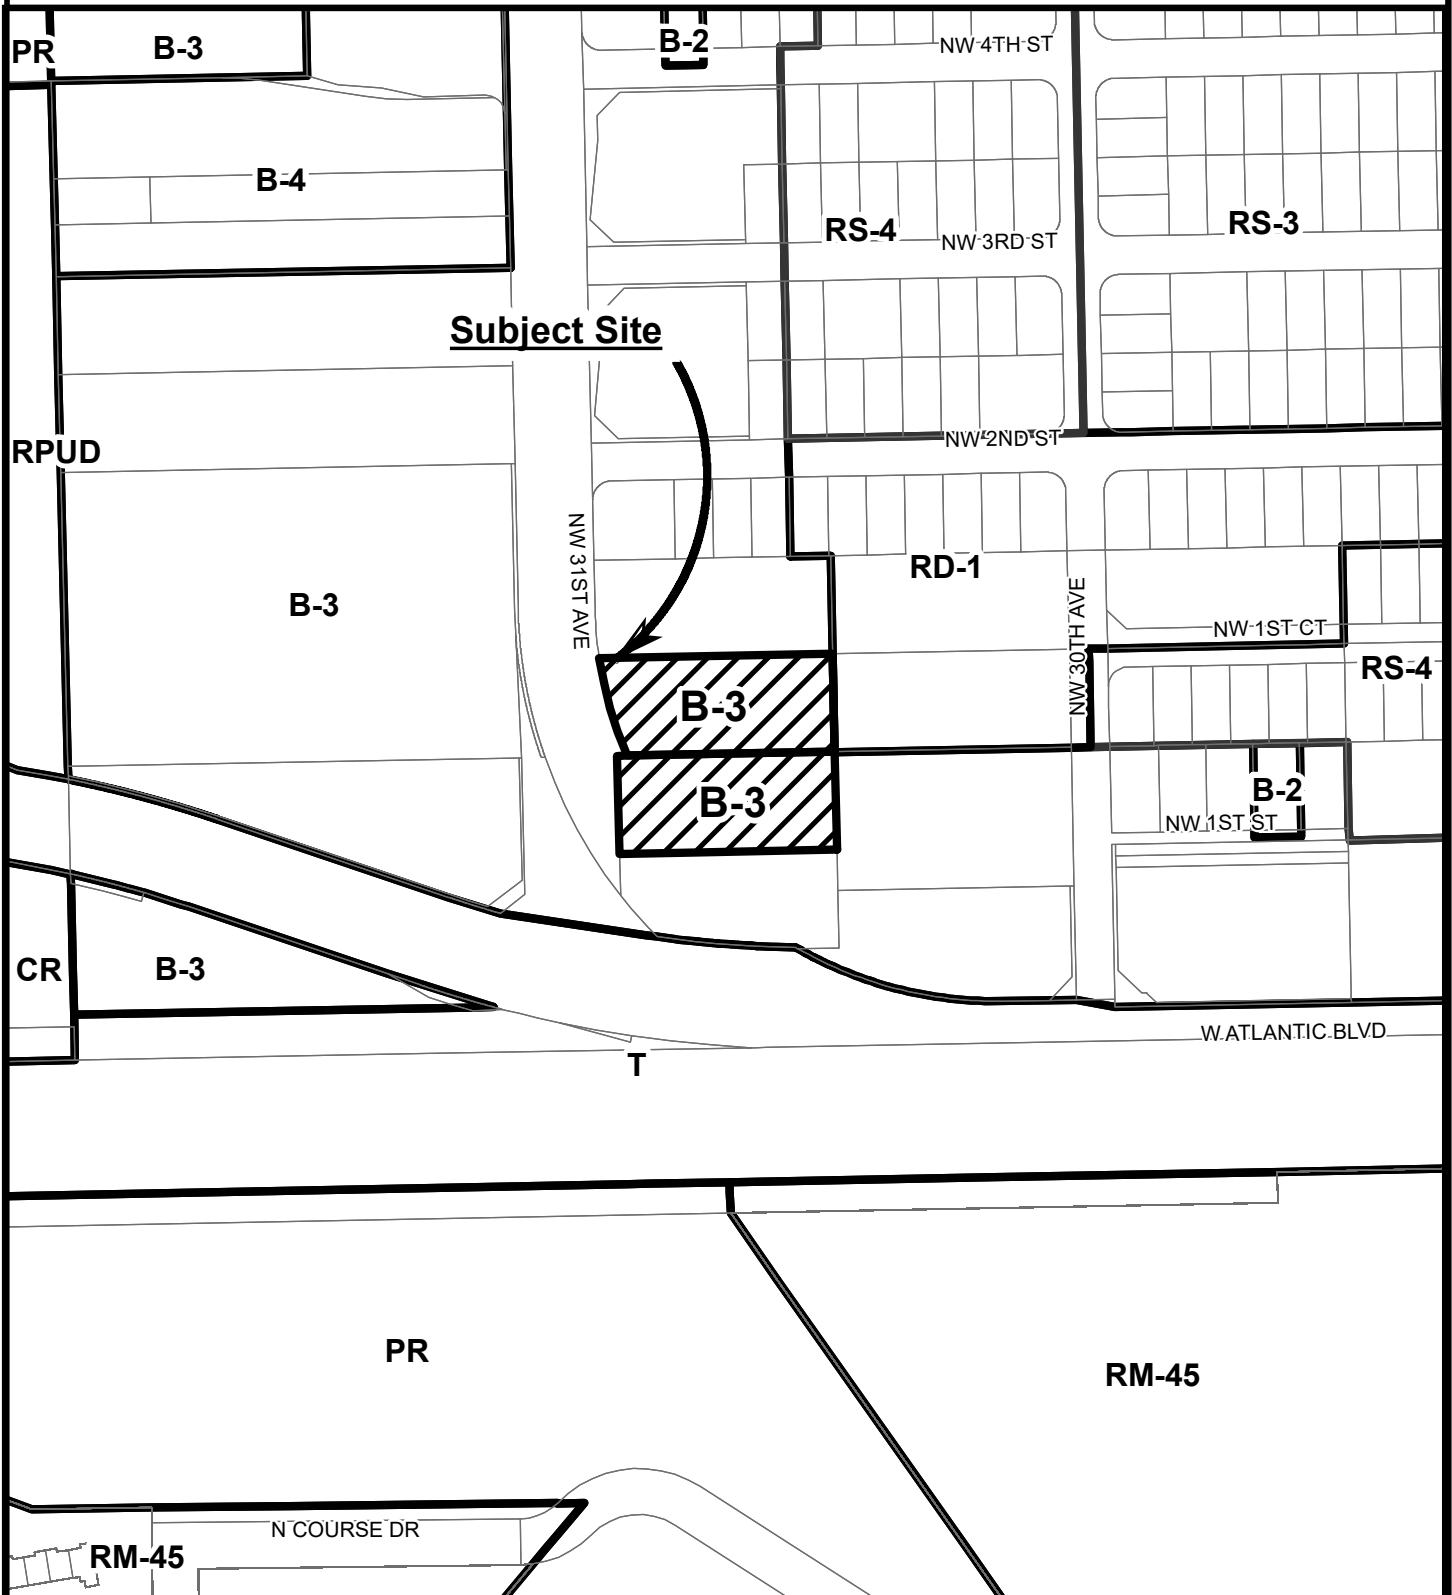 PR
B-3
B-2
NW 4TH ST
B-4
RS-4
NW 3RD ST
RS-3
Subject Site
RPUD
NW 2ND ST
NW 31ST AVE
B-3
RD-1
NW 30TH AVE
NW 1ST CT
RS-4
B-3
B-3
B-2
NW 1ST ST
CR
B-3
W ATLANTIC BLVD
T
PR
RM-45
N COURSE DR
RM-45